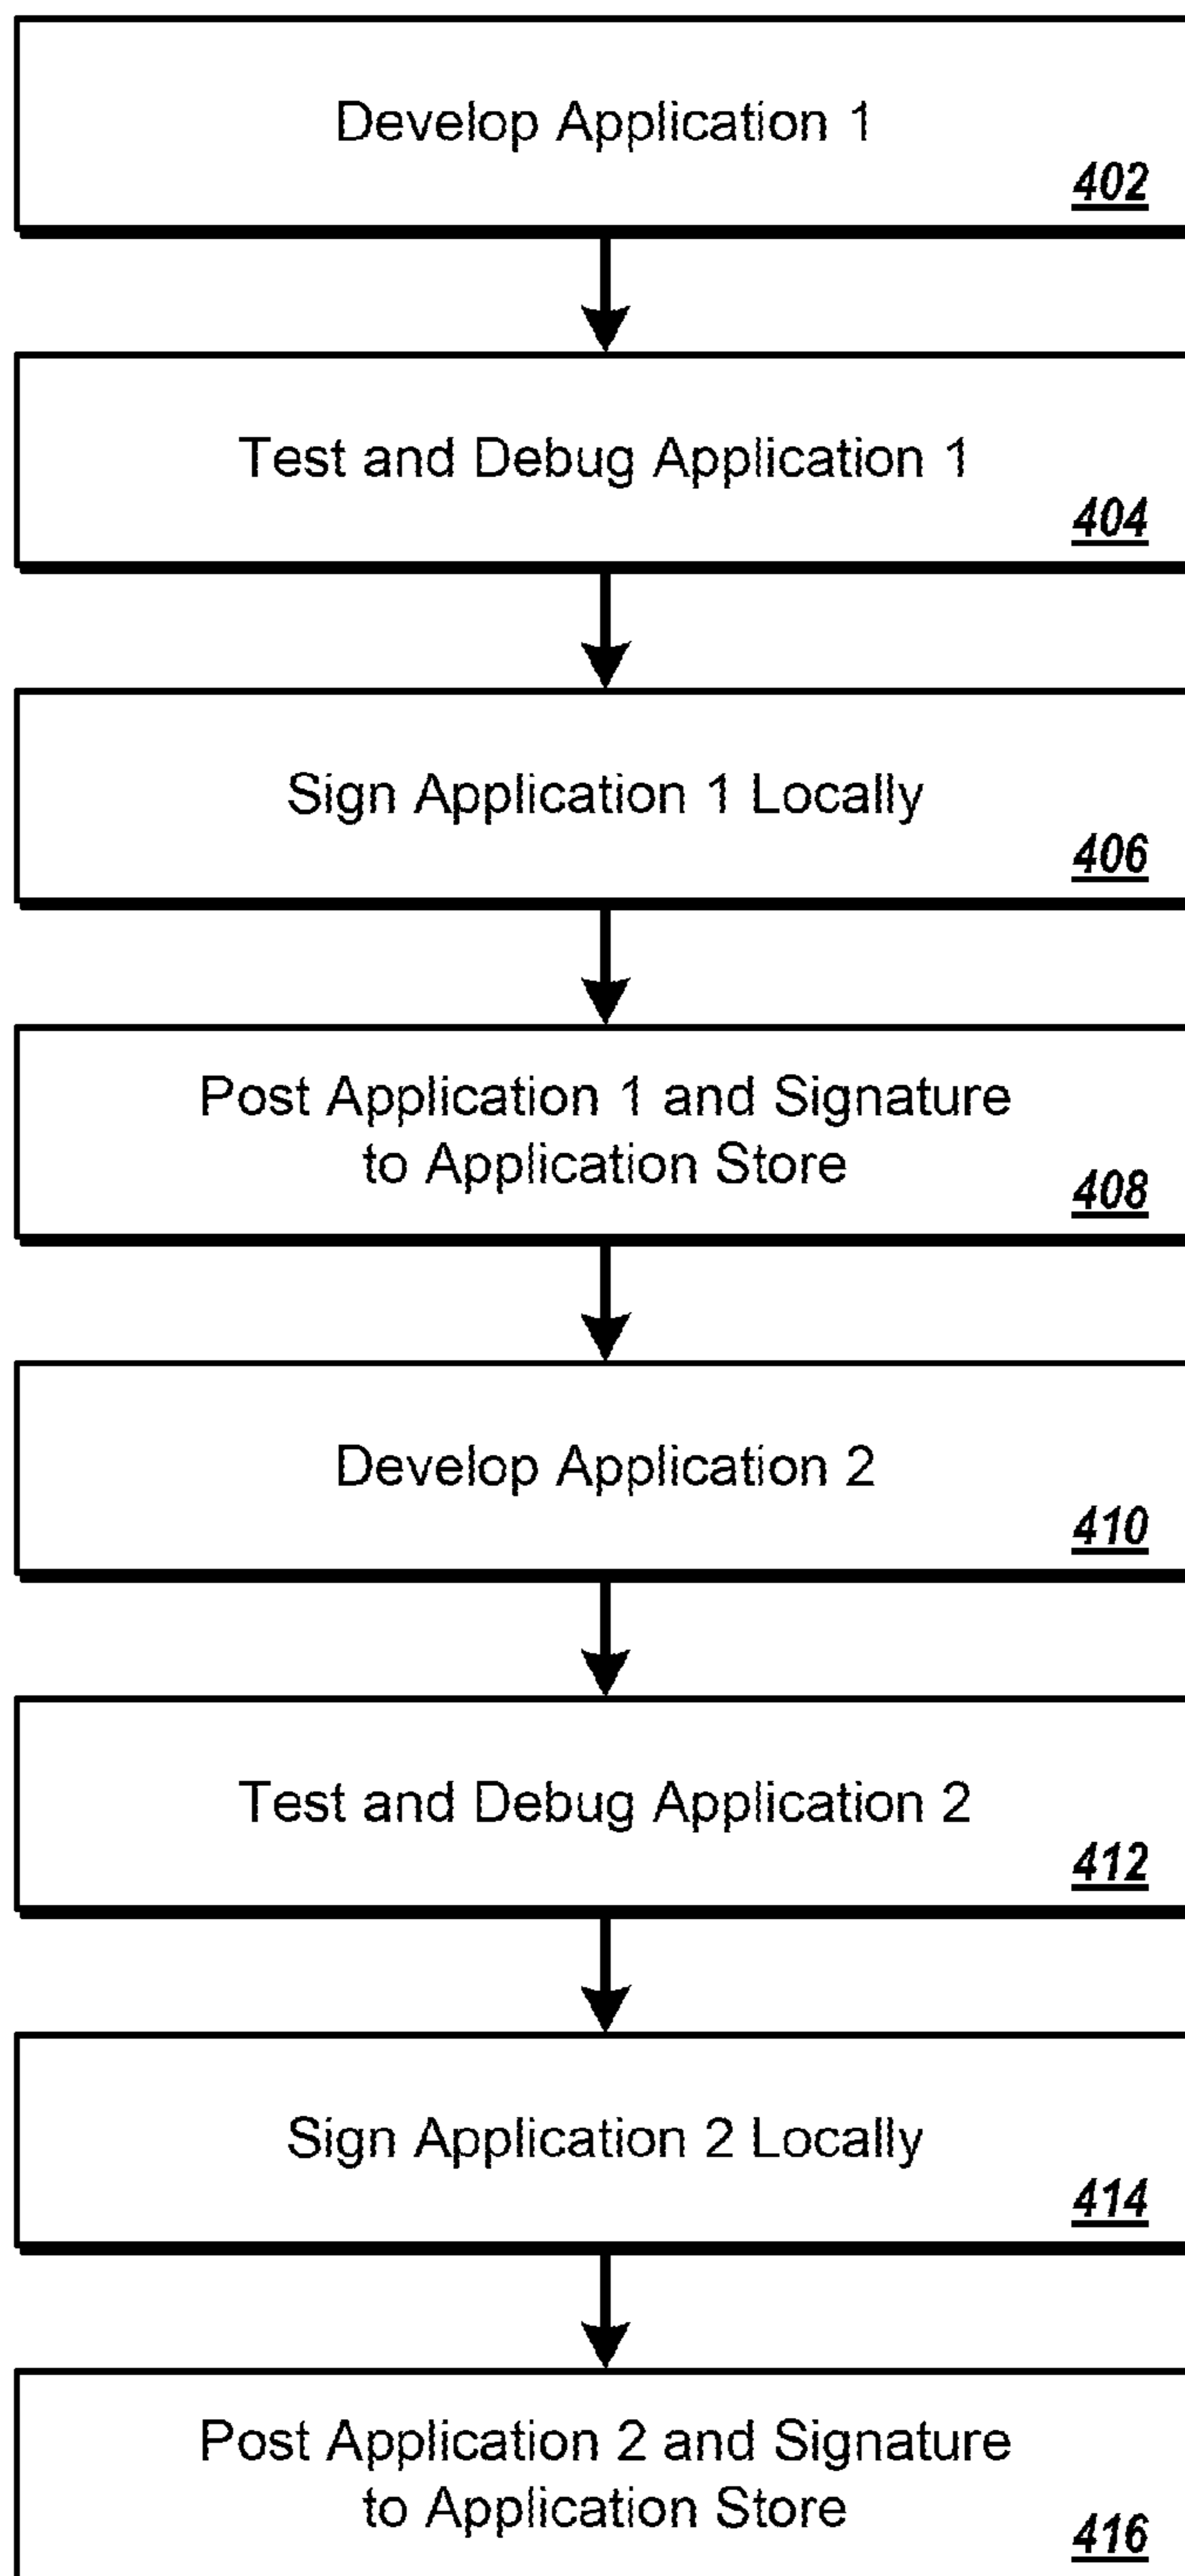 Develop Application 1
402
Test and Debug Application 1
404
Sign Application 1 Locally
406
Post Application 1 and Signature
to Application Store
408
Develop Application 2
410
Test and Debug Application 2
412
Sign Application 2 Locally
414
Post Application 2 and Signature
to Application Store
416